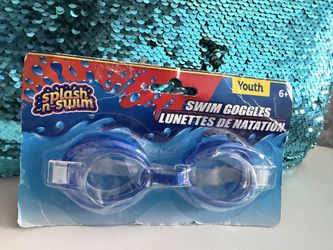 splash
-n-swim
Youth
6+
SWIM GOGGLES
LUNETTES DE NATATION